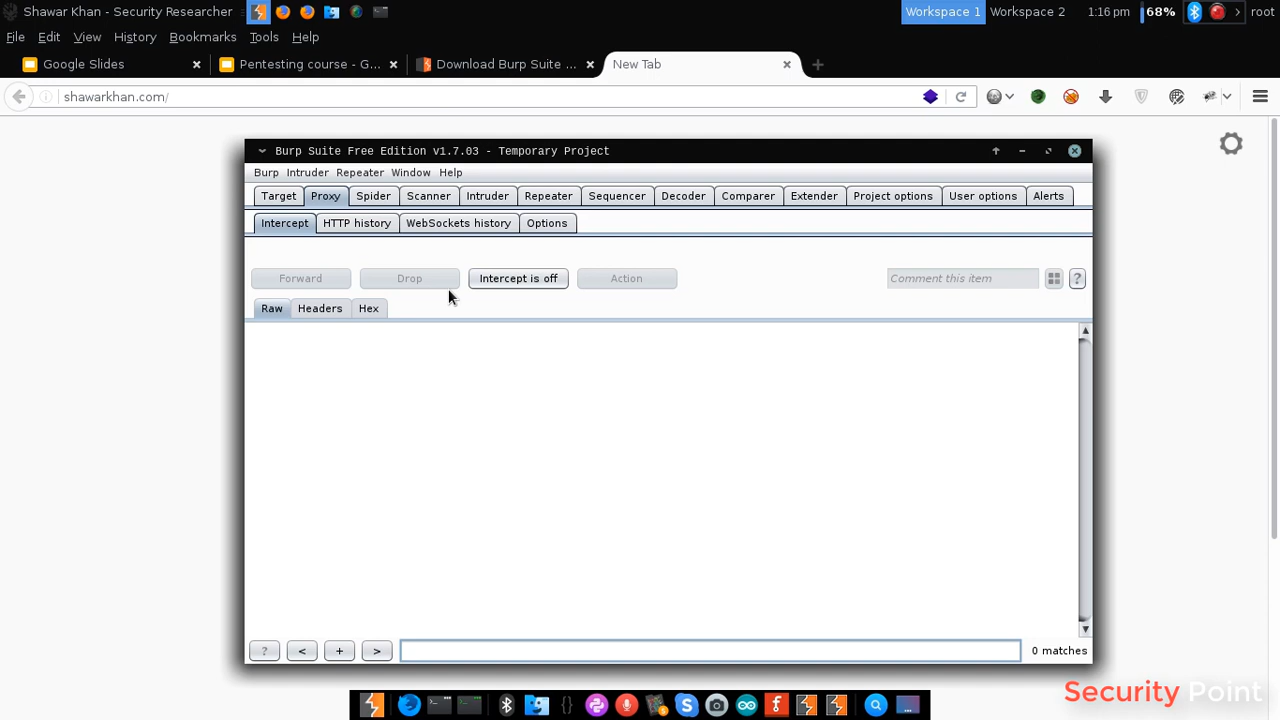 Shawar Khan - Security Researcher Workspace 1 Workspace 2 1:16 pm 68% root
File Edit View History Bookmarks Tools Help
Google Slides × Pentesting course - G... × Download Burp Suite ... × New Tab × +
shawarkhan.com/
Burp Suite Free Edition v1.7.03 - Temporary Project
Burp Intruder Repeater Window Help
Target Proxy Spider Scanner Intruder Repeater Sequencer Decoder Comparer Extender Project options User options Alerts
Intercept HTTP history WebSockets history Options
Forward Drop Intercept is off Action Comment this item ?
Raw Headers Hex
? < + > 0 matches
Security Point